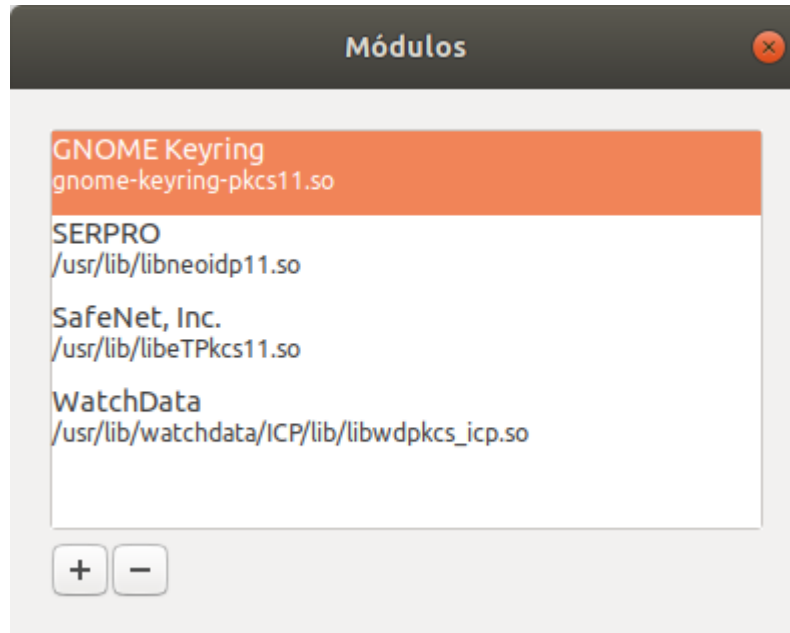 Módulos
GNOME Keyring
gnome-keyring-pkcs11.so
SERPRO
/usr/lib/libneoidp11.so
SafeNet, Inc.
/usr/lib/libeTPkcs11.so
WatchData
/usr/lib/watchdata/ICP/lib/libwdpkcs_icp.so